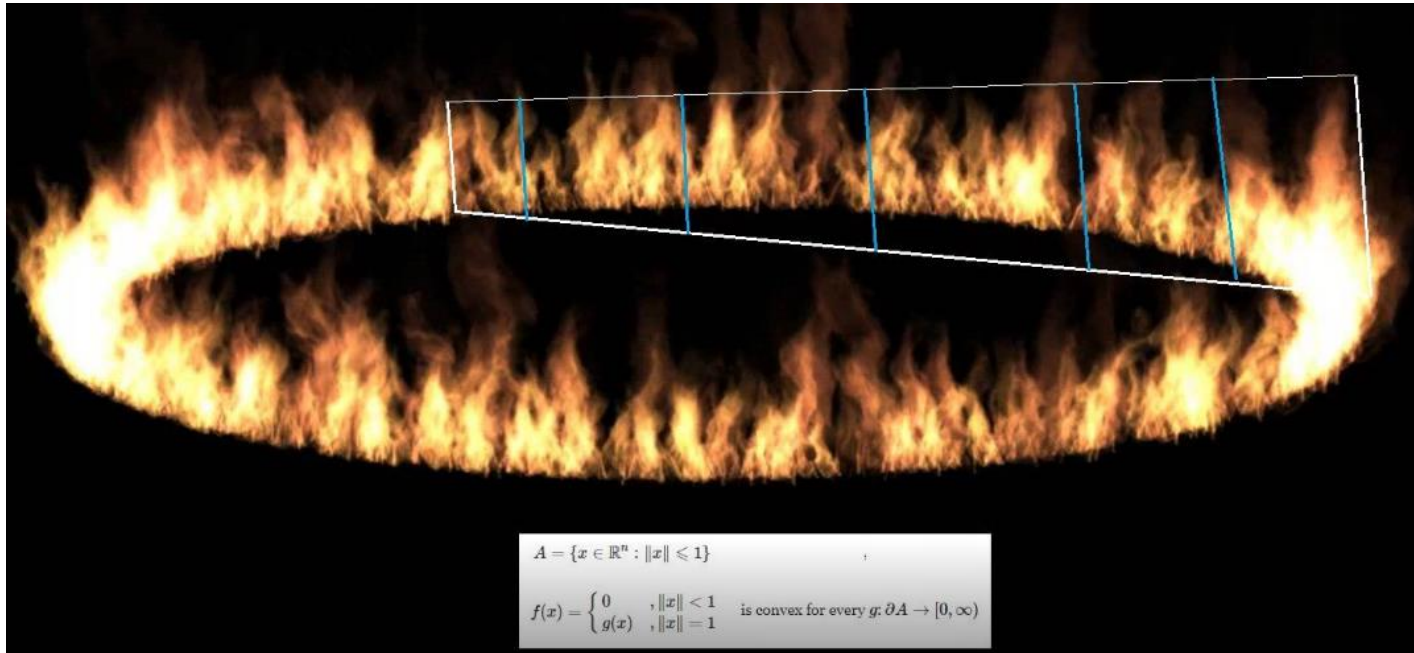 A = {x ∈ ℝⁿ : ‖x‖ ⩽ 1} ,
f(x) = { 0 , ‖x‖ < 1
g(x) , ‖x‖ = 1 is convex for every g: ∂A → [0, ∞)